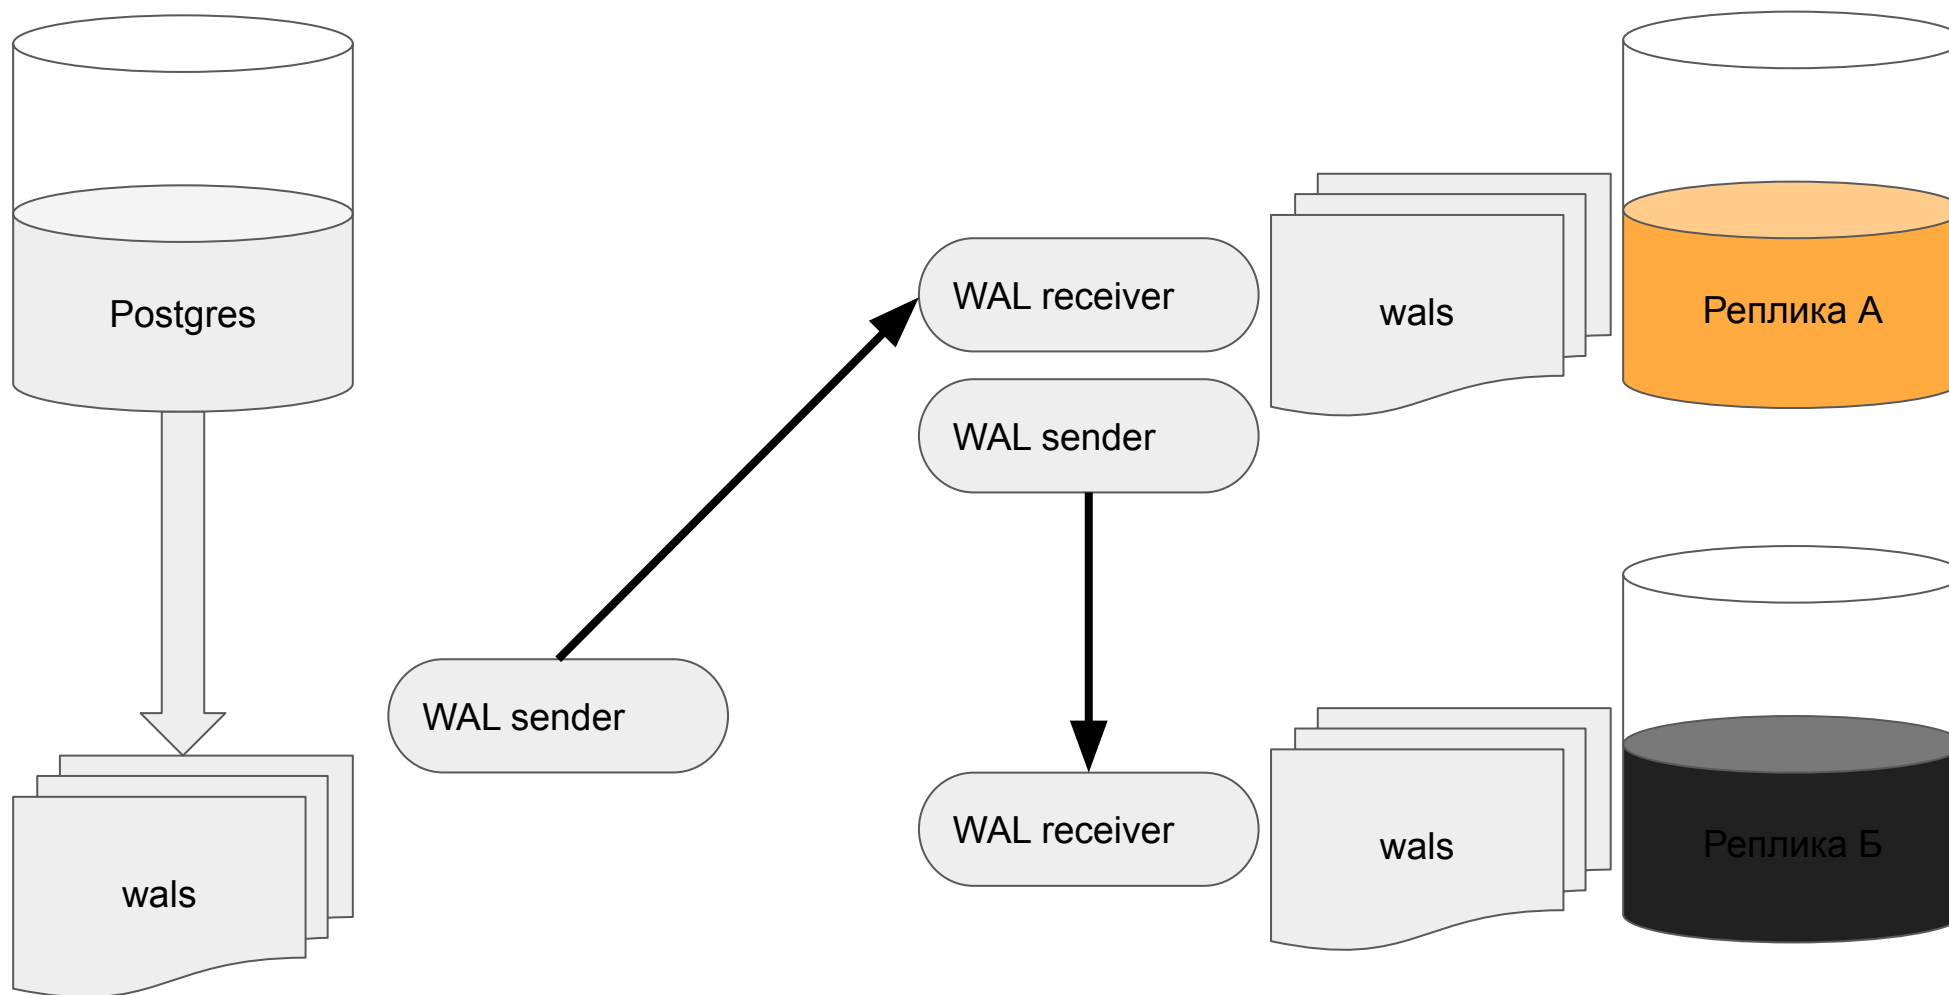 Postgres
WAL receiver
wals
Реплика А
WAL sender
WAL sender
WAL receiver
wals
Реплика Б
wals